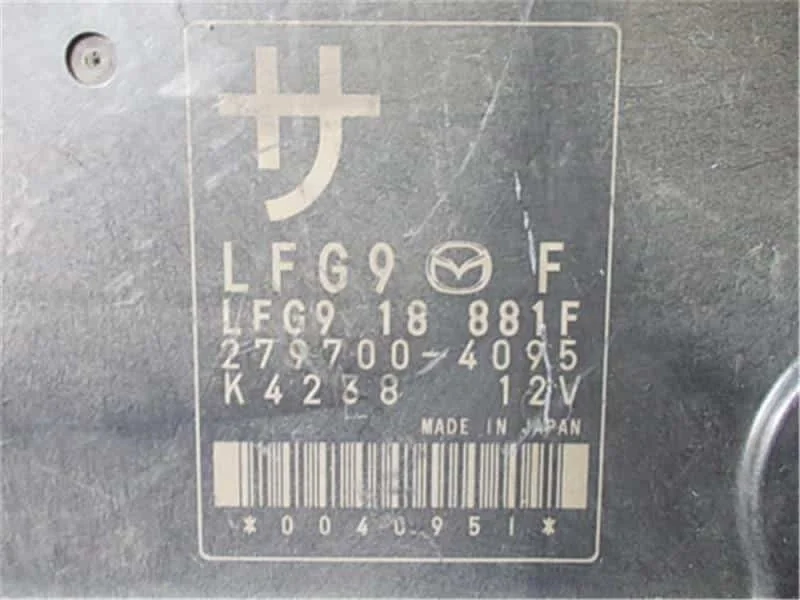 サ
LFG9 F
LFG9 18 881F
279700-4095
K4238 12V
MADE IN JAPAN
*0040951*